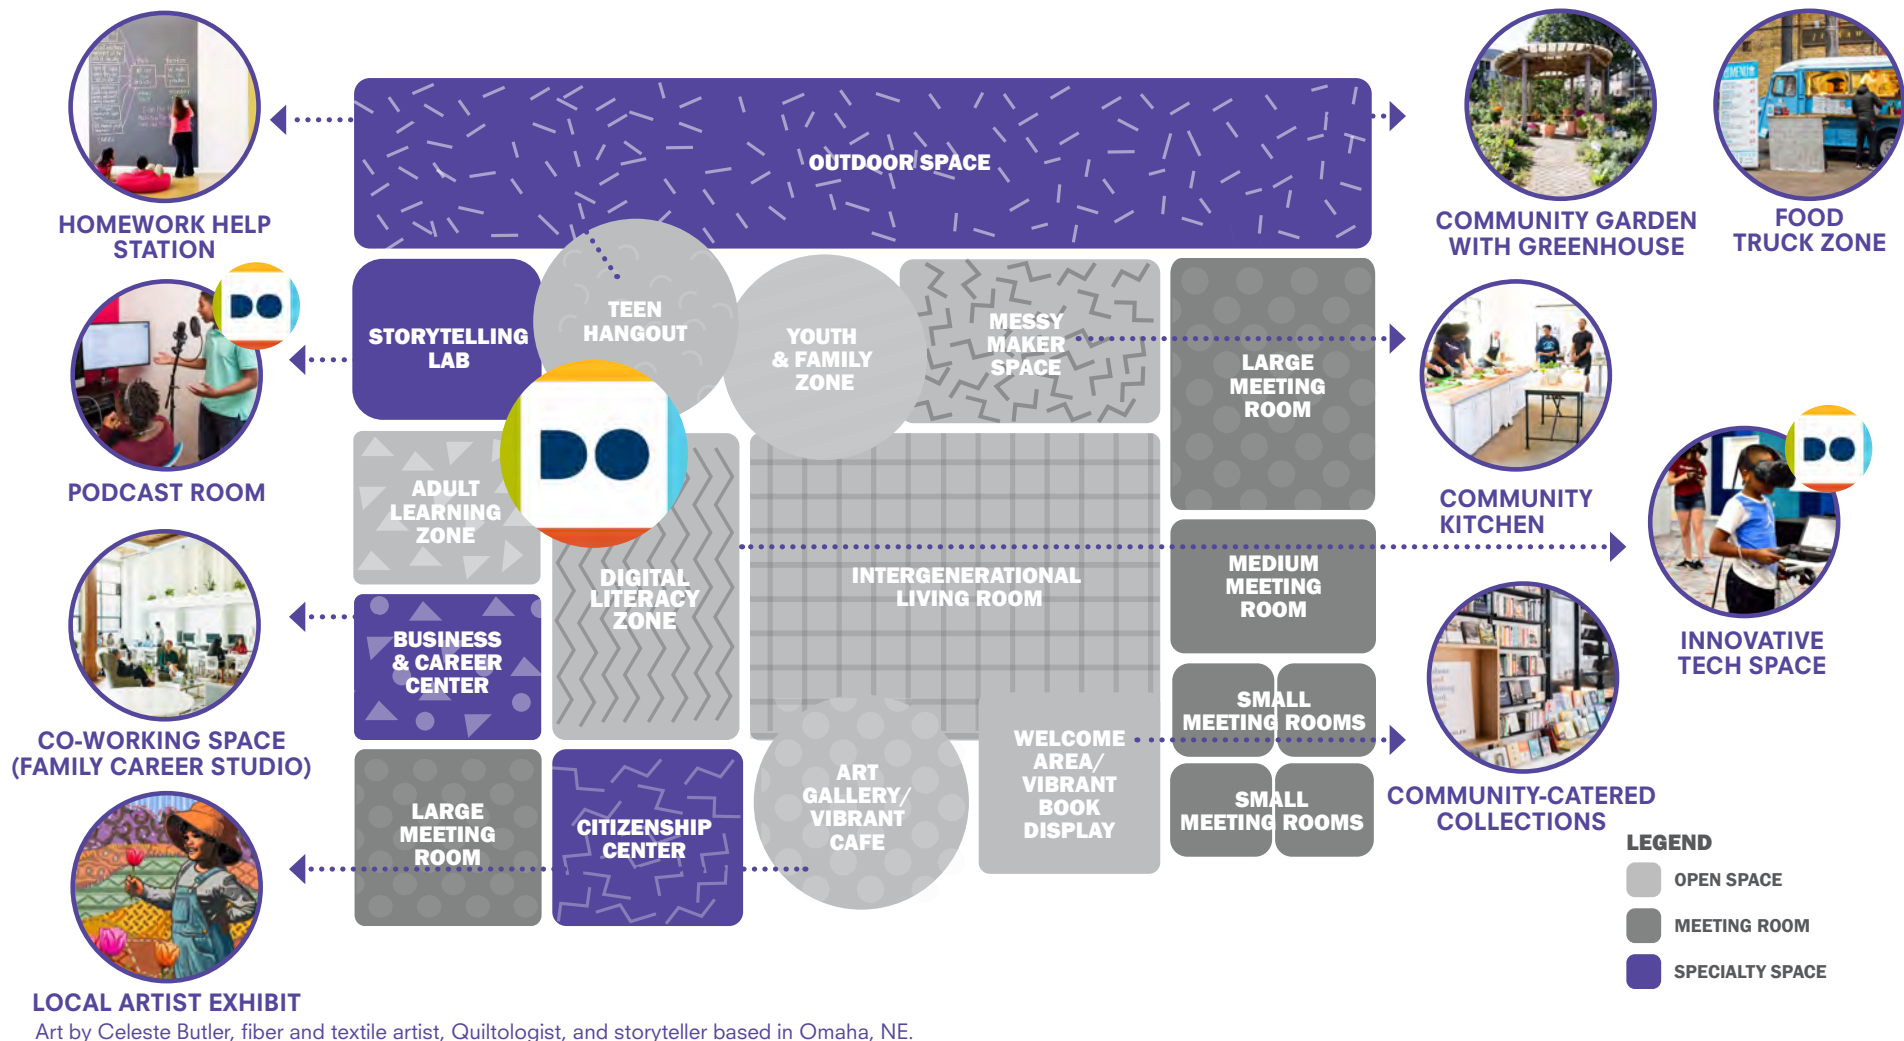 OUTDOOR SPACE
HOMEWORK HELP
STATION
COMMUNITY GARDEN
WITH GREENHOUSE
MENU
FOOD
TRUCK ZONE
DO
PODCAST ROOM
STORYTELLING
LAB
TEEN
HANGOUT
YOUTH
& FAMILY
ZONE
MESSY
MAKER
SPACE
LARGE
MEETING
ROOM
COMMUNITY
KITCHEN
DO
ADULT
LEARNING
ZONE
DIGITAL
LITERACY
ZONE
INTERGENERATIONAL
LIVING ROOM
MEDIUM
MEETING
ROOM
DO
INNOVATIVE
TECH SPACE
CO-WORKING SPACE
(FAMILY CAREER STUDIO)
BUSINESS
& CAREER
CENTER
SMALL
MEETING ROOMS
SMALL
MEETING ROOMS
COMMUNITY-CATERED
COLLECTIONS
LARGE
MEETING
ROOM
CITIZENSHIP
CENTER
ART
GALLERY/
VIBRANT
CAFE
WELCOME
AREA/
VIBRANT
BOOK
DISPLAY
LOCAL ARTIST EXHIBIT
Art by Celeste Butler, fiber and textile artist, Quiltologist, and storyteller based in Omaha, NE.
LEGEND
OPEN SPACE
MEETING ROOM
SPECIALTY SPACE